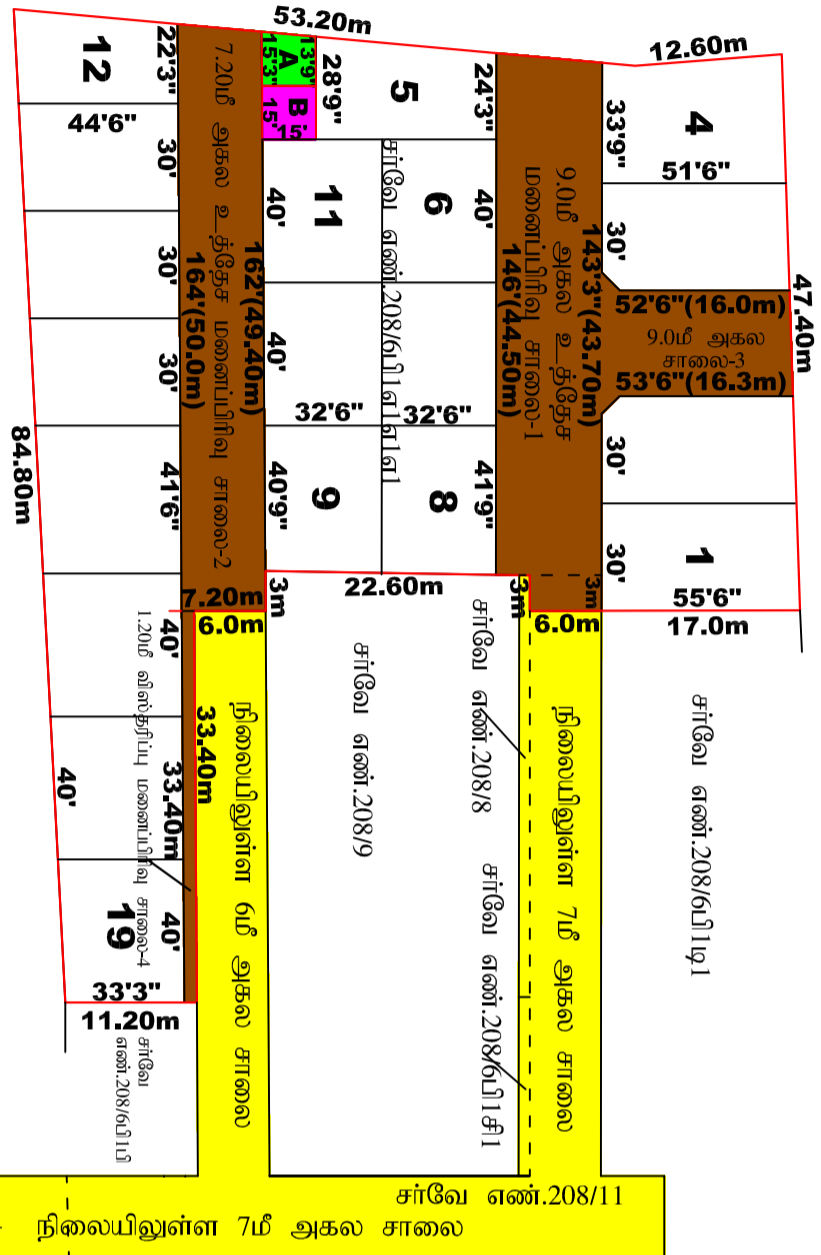 53.20m
12.60m
12
22'3"
44'6"
7.20மீ அகல உத்தேச மனைப்பிரிவு சாலை-2
13'9"
A
15'3"
B
15'
15'
28'9"
5
24'3"
33'9"
4
51'6"
30'
30'
30'
41'6"
162'(49.40m)
164'(50.0m)
40'
11
6
40'
சர்வே எண்.208/6பி1எ1எ1எ1
40'
32'6"
32'6"
40'9"
9
8
41'9"
9.0மீ அகல உத்தேச
மனைப்பிரிவு சாலை-1
143'3"(43.70m)
146'(44.50m)
30'
52'6"(16.0m)
9.0மீ அகல
சாலை-3
53'6"(16.3m)
47.40m
30'
30'
1
55'6"
17.0m
84.80m
7.20m
6.0m
3m
22.60m
3m
3m
6.0m
40'
33.40m
33.40m
1.20மீ விஸ்தரிப்பு மனைப்பிரிவு சாலை-4
40'
40'
19
33'3"
11.20m
சர்வே
எண்.208/6பி1பி
நிலையிலுள்ள 6மீ அகல சாலை
சர்வே எண்.208/9
சர்வே எண்.208/8
சர்வே எண்.208/6பி1சி1
நிலையிலுள்ள 7மீ அகல சாலை
சர்வே எண்.208/6பி1டி1
சர்வே எண்.208/11
நிலையிலுள்ள 7மீ அகல சாலை